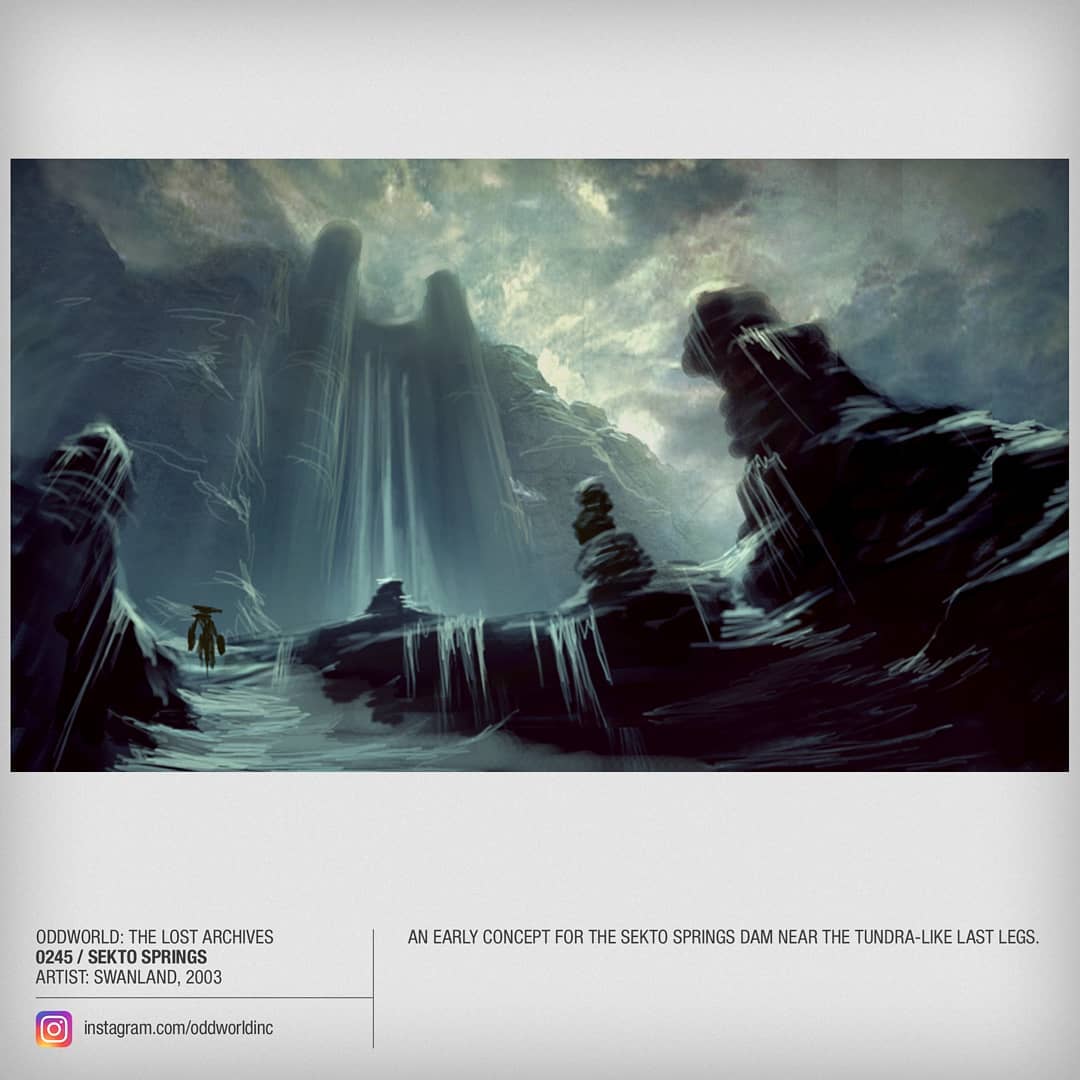 ODDWORLD: THE LOST ARCHIVES
0245 / SEKTO SPRINGS
ARTIST: SWANLAND, 2003
instagram.com/oddworldinc
AN EARLY CONCEPT FOR THE SEKTO SPRINGS DAM NEAR THE TUNDRA-LIKE LAST LEGS.